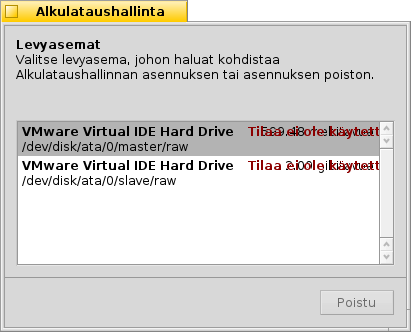 Alkulataushallinta
Levyasemat
Valitse levyasema, johon haluat kohdistaa
Alkulataushallinnan asennuksen tai asennuksen poiston.
VMware Virtual IDE Hard Drive Tilaa ei ole käytett
/dev/disk/ata/0/master/raw
VMware Virtual IDE Hard Drive Tilaa ei ole käytett
/dev/disk/ata/0/slave/raw
Poistu